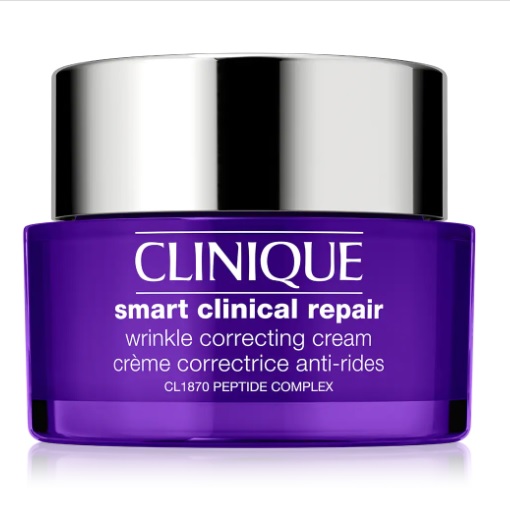 CLINIQUE
smart clinical repair
wrinkle correcting cream
crème correctrice anti-rides
CL1870 PEPTIDE COMPLEX